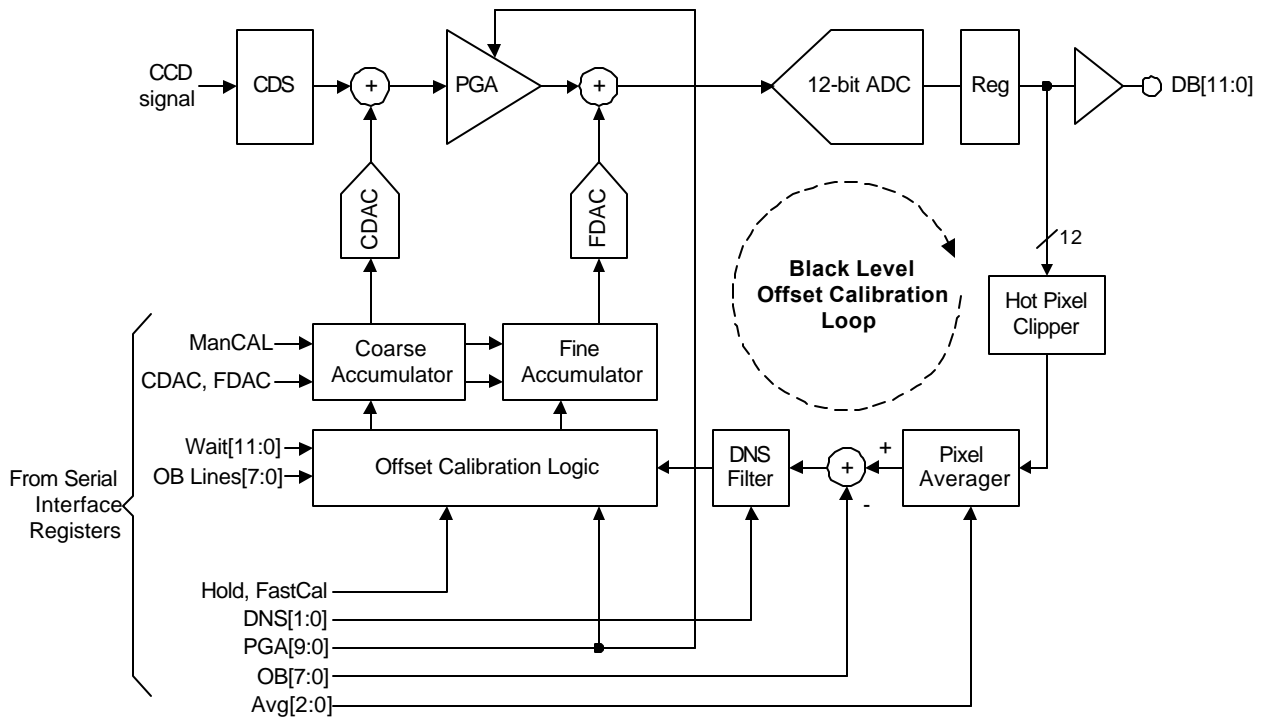 CCD
signal
CDS
+
PGA
+
12-bit ADC
Reg
DB[11:0]
CDAC
FDAC
12
Black Level
Offset Calibration
Loop
Hot Pixel
Clipper
ManCAL
CDAC, FDAC
Coarse
Accumulator
Fine
Accumulator
Wait[11:0]
OB Lines[7:0]
Offset Calibration Logic
DNS
Filter
+
+
-
Pixel
Averager
From Serial
Interface
Registers
Hold, FastCal
DNS[1:0]
PGA[9:0]
OB[7:0]
Avg[2:0]